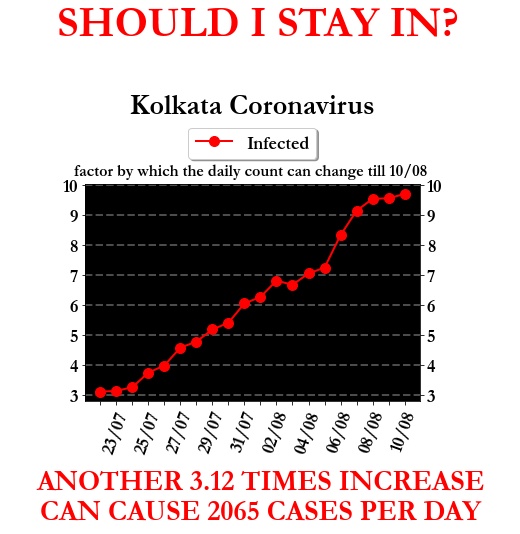 SHOULD I STAY IN?
Kolkata Coronavirus
Infected
factor by which the daily count can change till 10/08
10 10
9 9
8 8
7 7
6 6
5 5
4 4
3 3
23/07 25/07 27/07 29/07 31/07 02/08 04/08 06/08 08/08 10/08
ANOTHER 3.12 TIMES INCREASE
CAN CAUSE 2065 CASES PER DAY